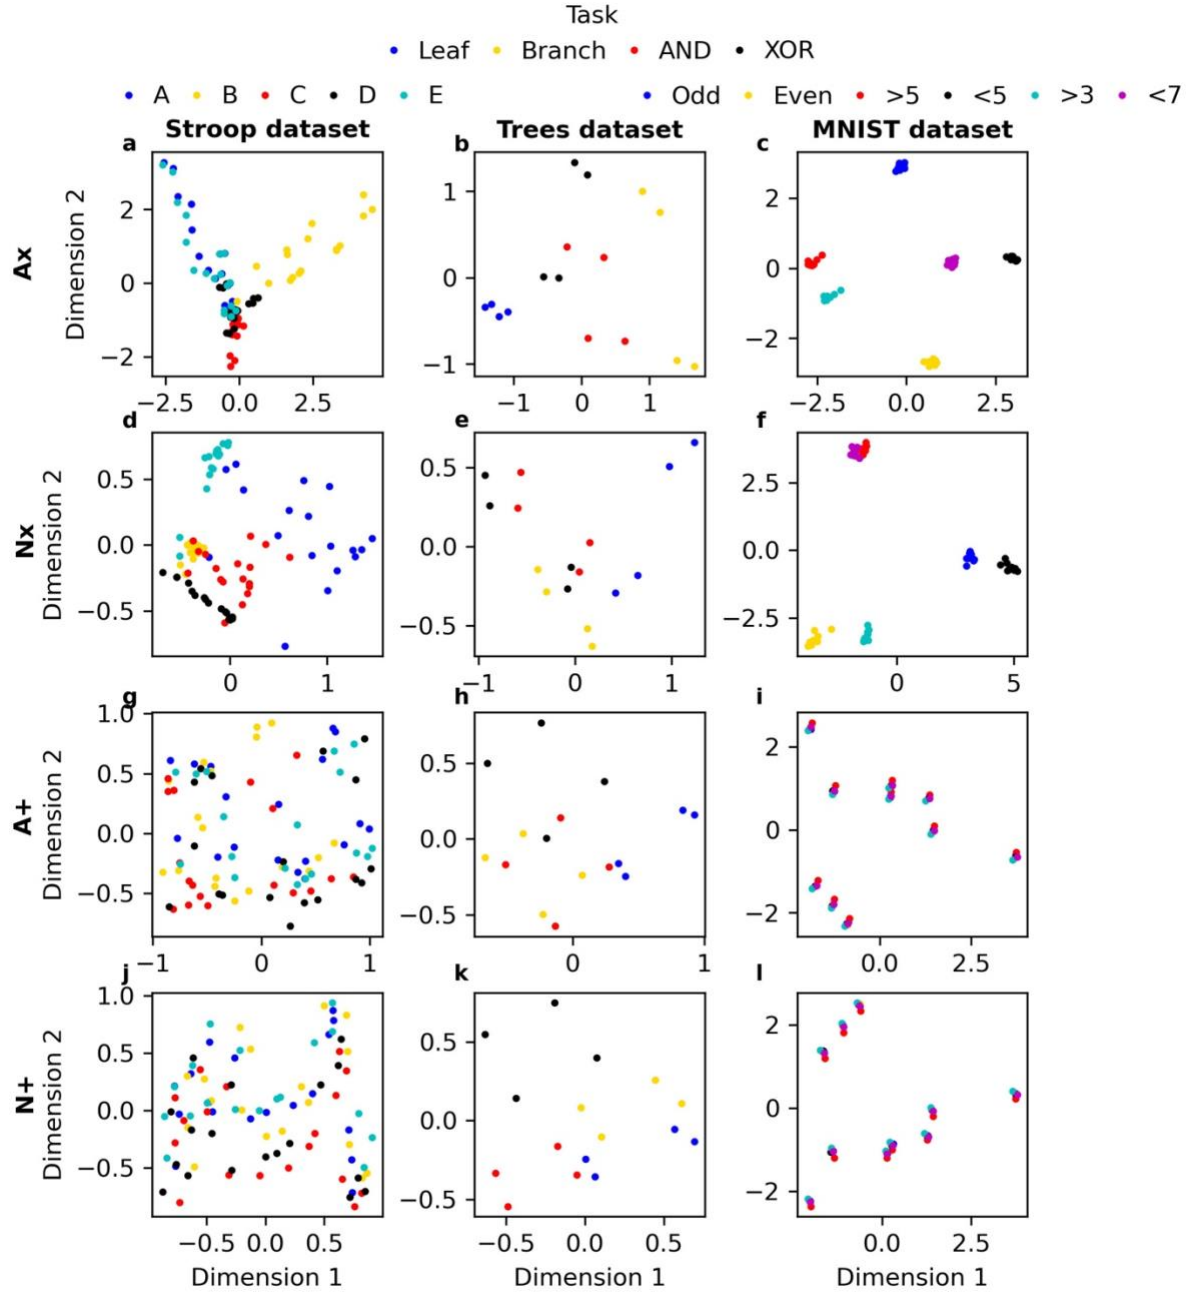 Task
Leaf Branch AND XOR
A B C D E Odd Even >5 <5 >3 <7
Stroop dataset Trees dataset MNIST dataset
a b c
Ax
Dimension 2
2
0
−2
−2.5 0.0 2.5
1
0
−1
−1 0 1
2
0
−2
−2.5 0.0 2.5
d e f
Nx
Dimension 2
0.5
0.0
−0.5
0 1
0.5
0.0
−0.5
−1 0 1
2.5
0.0
−2.5
0 5
g h i
A+
Dimension 2
1.0
0.5
0.0
−0.5
−1 0 1
0.5
0.0
−0.5
0 1
2
0
−2
0.0 2.5
j k l
N+
Dimension 2
1.0
0.5
0.0
−0.5
−0.5 0.0 0.5
0.5
0.0
−0.5
−0.5 0.0 0.5
2
0
−2
0.0 2.5
Dimension 1 Dimension 1 Dimension 1